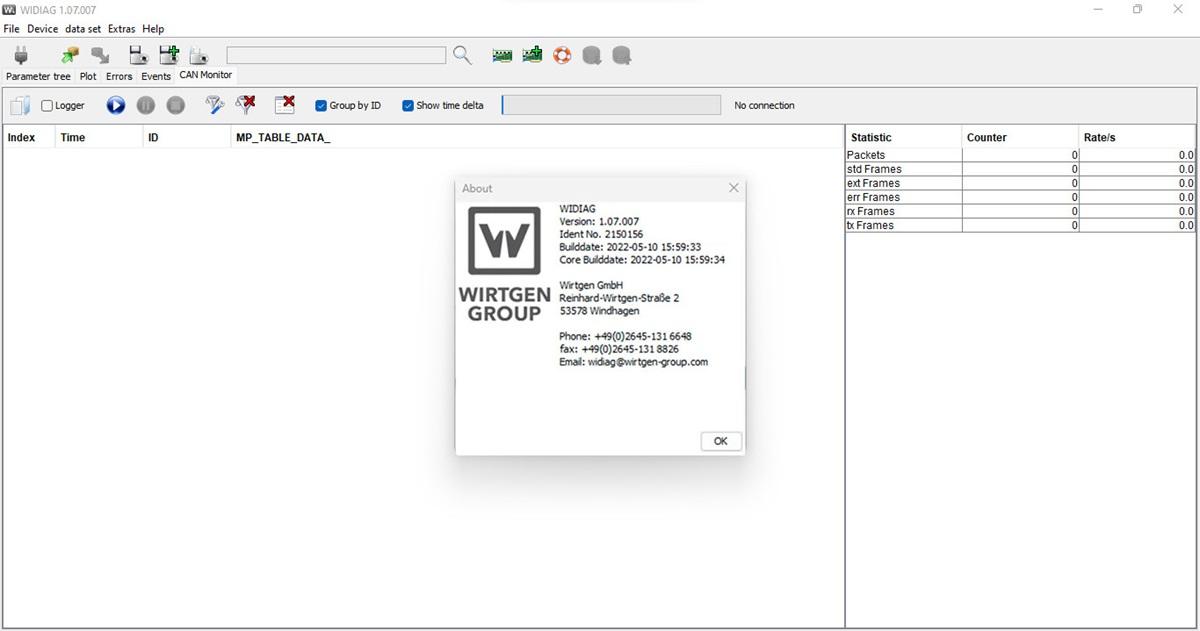 WIDIAG 1.07.007
File Device data set Extras Help
Parameter tree Plot Errors Events CAN Monitor
Logger Group by ID Show time delta No connection
Index Time ID MP_TABLE_DATA_ Statistic Counter Rate/s
Packets 0 0.0
std Frames 0 0.0
ext Frames 0 0.0
err Frames 0 0.0
rx Frames 0 0.0
tx Frames 0 0.0
About
W
WIRTGEN
GROUP
WIDIAG
Version: 1.07.007
Ident No. 2150156
Builddate: 2022-05-10 15:59:33
Core Builddate: 2022-05-10 15:59:34
Wirtgen GmbH
Reinhard-Wirtgen-Straße 2
53578 Windhagen
Phone: +49(0)2645-131 6648
fax: +49(0)2645-131 8826
Email: widiag@wirtgen-group.com
OK